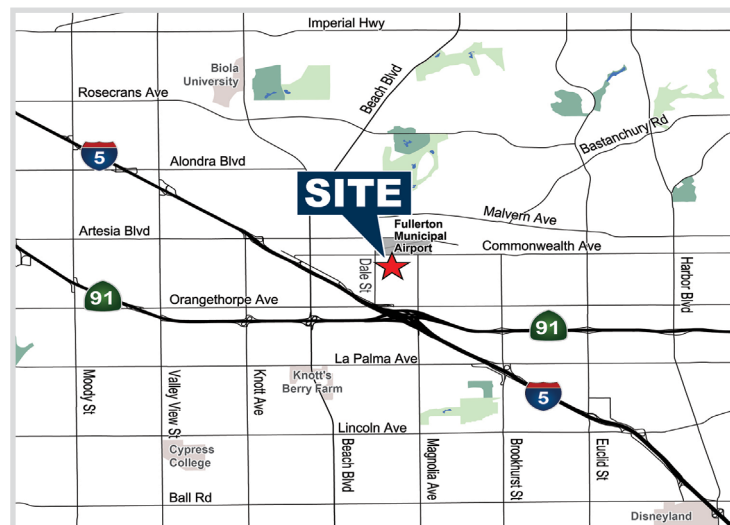 Imperial Hwy
Biola
University
Beach Blvd
Rosecrans Ave
Bastanchury Rd
5
Alondra Blvd
SITE
Malvern Ave
Fullerton
Municipal
Airport
Artesia Blvd
Commonwealth Ave
Dale St
Harbor Blvd
91
Orangethorpe Ave
91
La Palma Ave
Moody St
Valley View St
Knott Ave
Knott's
Berry Farm
5
Lincoln Ave
Cypress
College
Beach Blvd
Magnolia Ave
Brookhurst St
Euclid St
Ball Rd
Disneyland